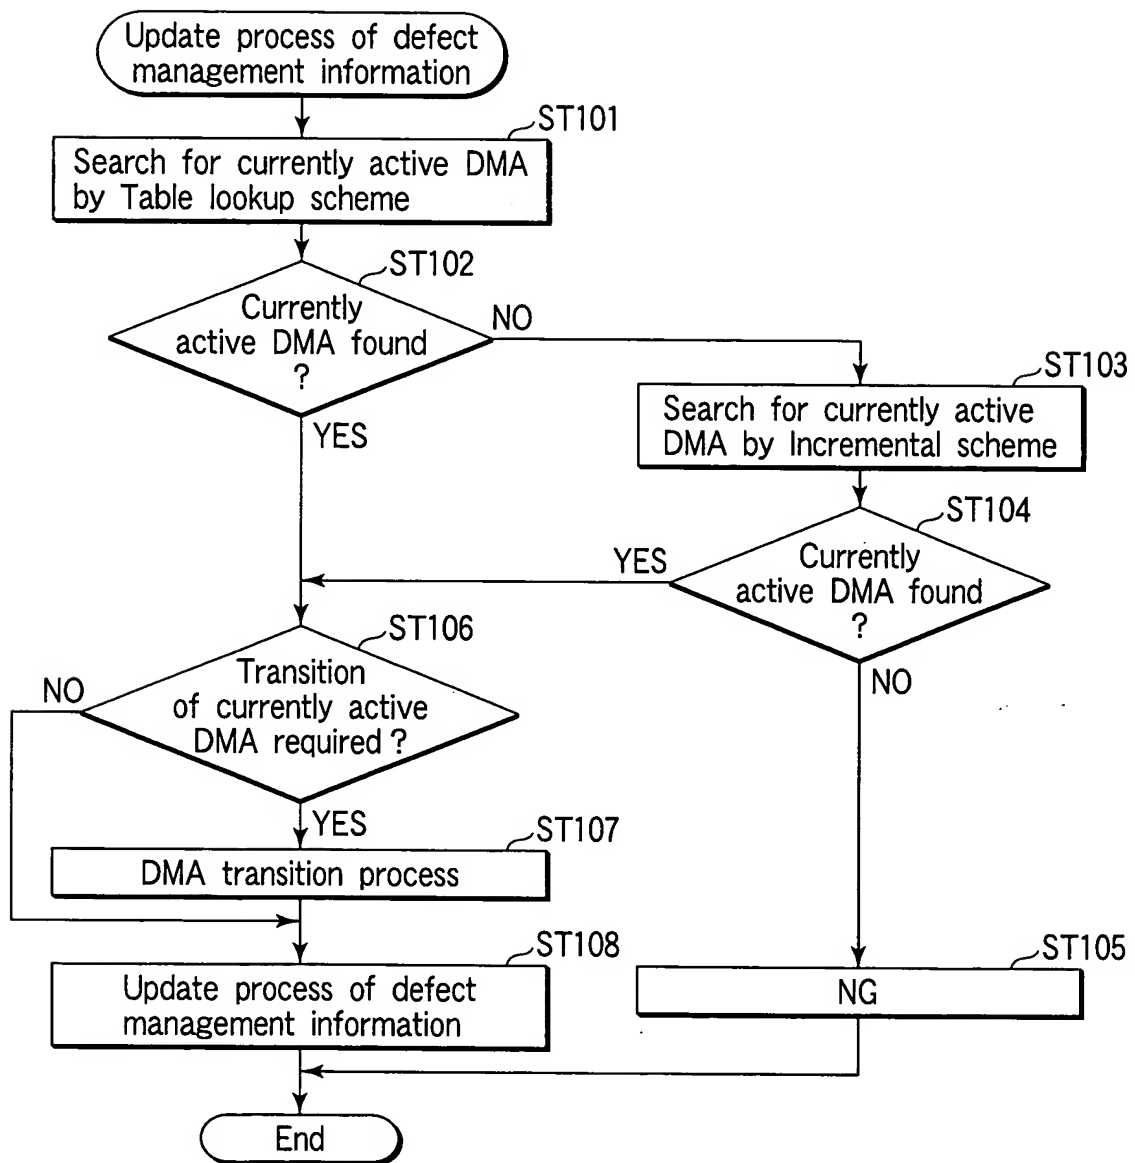 Update process of defect
management information
ST101
Search for currently active DMA
by Table lookup scheme
ST102
Currently
active DMA found
?
NO
YES
ST103
Search for currently active
DMA by Incremental scheme
ST104
Currently
active DMA found
?
YES
NO
ST106
Transition
of currently active
DMA required ?
NO
YES
ST107
DMA transition process
ST108
Update process of defect
management information
ST105
NG
End